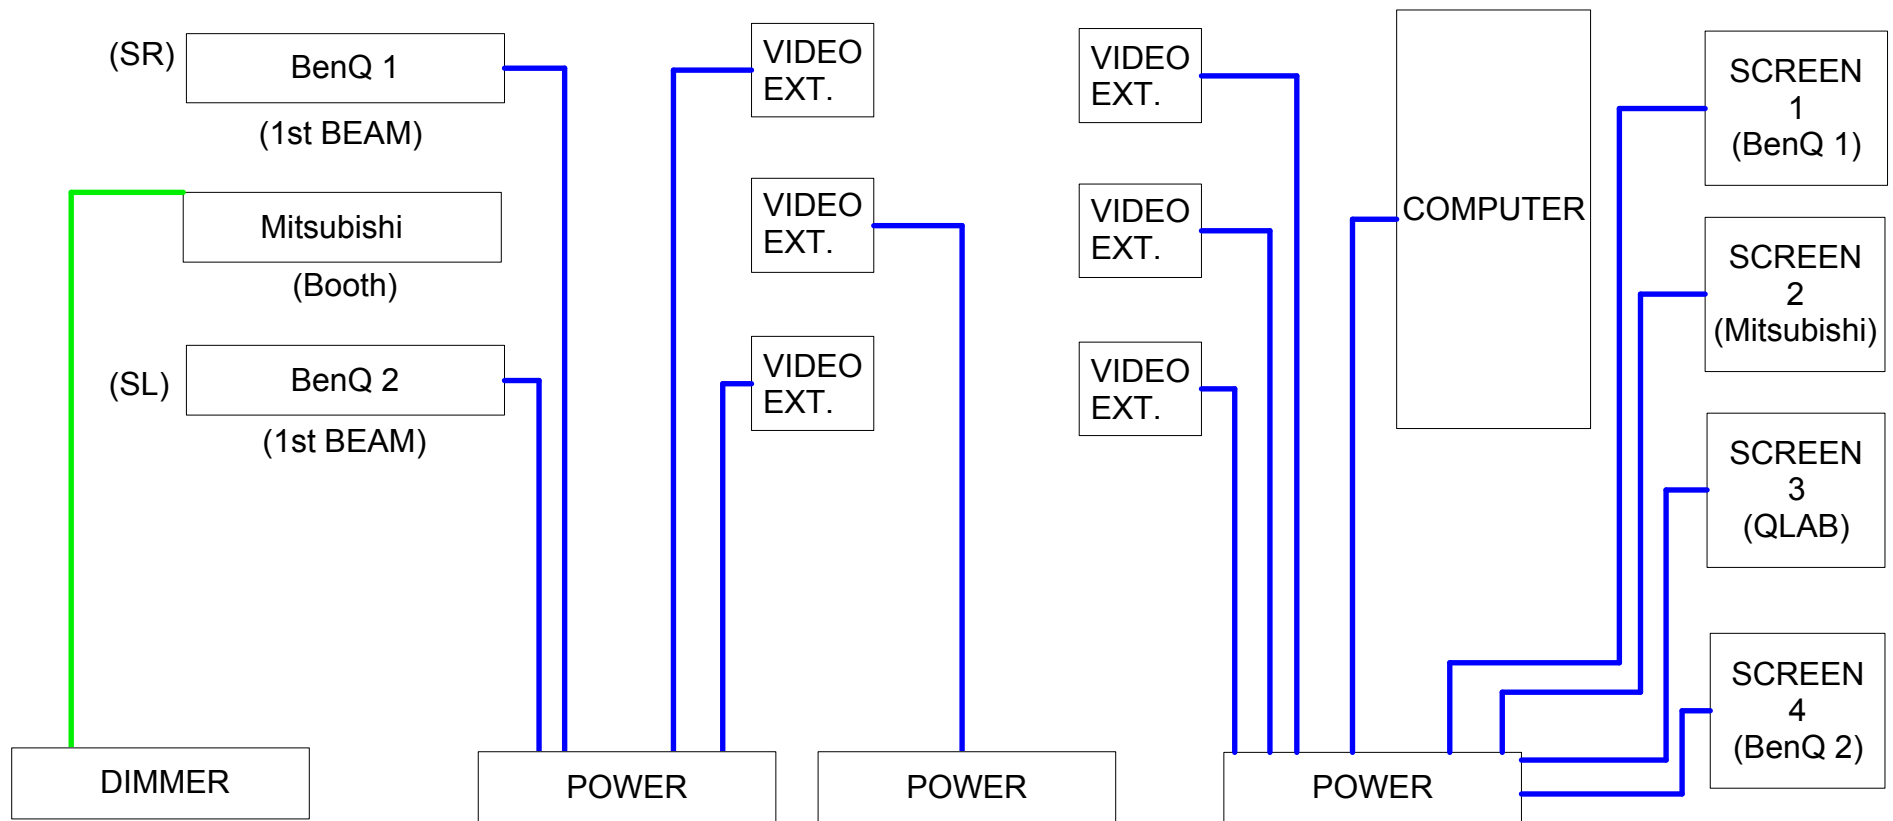 (SR)
BenQ 1
(1st BEAM)
Mitsubishi
(Booth)
(SL)
BenQ 2
(1st BEAM)
VIDEO
EXT.
VIDEO
EXT.
VIDEO
EXT.
VIDEO
EXT.
VIDEO
EXT.
VIDEO
EXT.
COMPUTER
SCREEN
1
(BenQ 1)
SCREEN
2
(Mitsubishi)
SCREEN
3
(QLAB)
SCREEN
4
(BenQ 2)
DIMMER
POWER
POWER
POWER